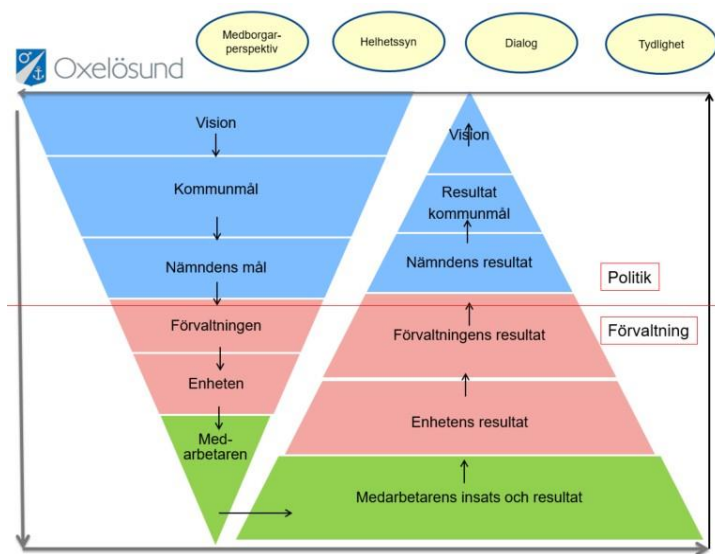 Medborgar-
perspektiv
Helhetssyn
Dialog
Tydlighet
Oxelösund
Vision
Kommunmål
Nämndens mål
Förvaltningen
Enheten
Med-
arbetaren
Vision
Resultat
kommunmål
Nämndens resultat
Politik
Förvaltning
Förvaltningens resultat
Enhetens resultat
Medarbetarens insats och resultat